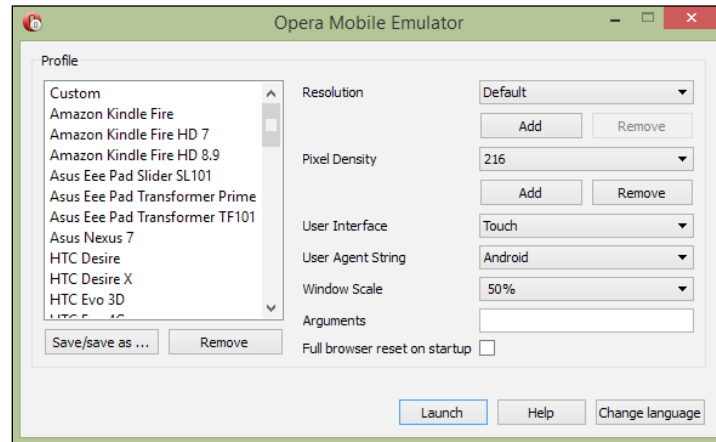 Opera Mobile Emulator
Profile
Custom
Amazon Kindle Fire
Amazon Kindle Fire HD 7
Amazon Kindle Fire HD 8.9
Asus Eee Pad Slider SL101
Asus Eee Pad Transformer Prime
Asus Eee Pad Transformer TF101
Asus Nexus 7
HTC Desire
HTC Desire X
HTC Evo 3D
Save/save as ...
Remove
Resolution
Default
Add
Remove
Pixel Density
216
Add
Remove
User Interface
Touch
User Agent String
Android
Window Scale
50%
Arguments
Full browser reset on startup
Launch
Help
Change language